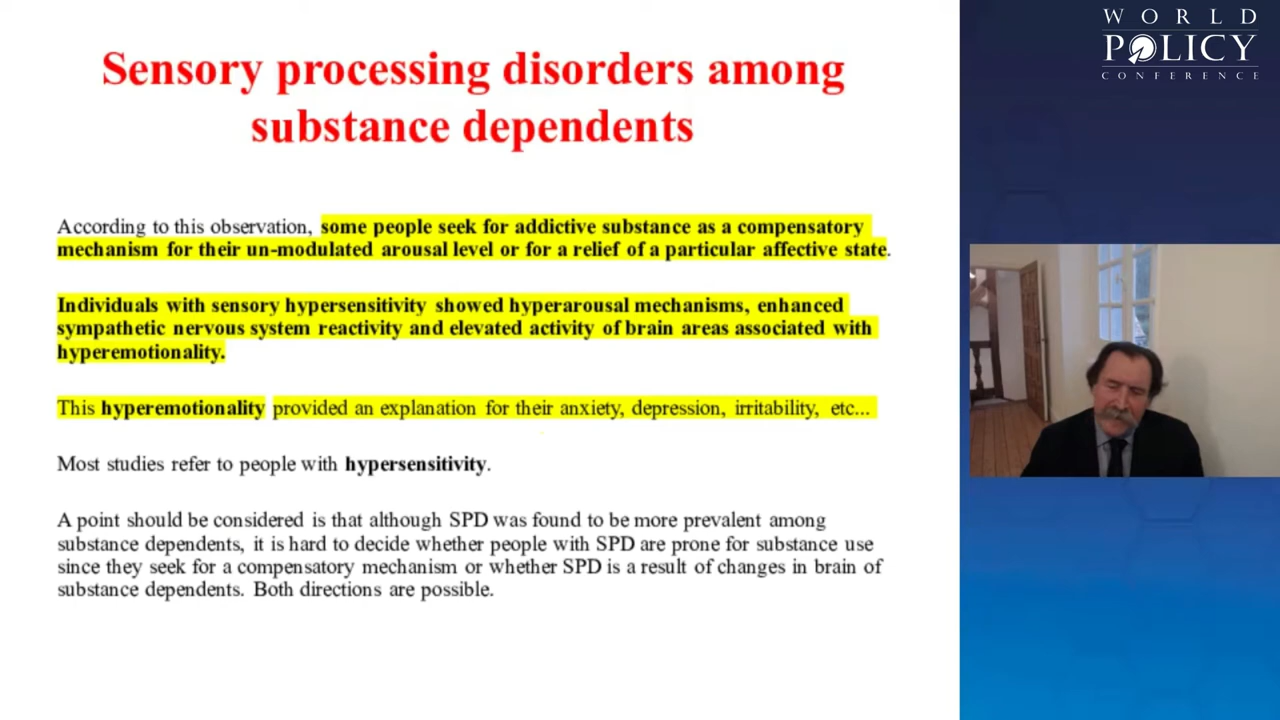 Sensory processing disorders among
substance dependents
According to this observation, some people seek for addictive substance as a compensatory
mechanism for their un-modulated arousal level or for a relief of a particular affective state.
Individuals with sensory hypersensitivity showed hyperarousal mechanisms, enhanced
sympathetic nervous system reactivity and elevated activity of brain areas associated with
hyperemotionality.
This hyperemotionality provided an explanation for their anxiety, depression, irritability, etc...
Most studies refer to people with hypersensitivity.
A point should be considered is that although SPD was found to be more prevalent among
substance dependents, it is hard to decide whether people with SPD are prone for substance use
since they seek for a compensatory mechanism or whether SPD is a result of changes in brain of
substance dependents. Both directions are possible.
WORLD
POLICY
CONFERENCE